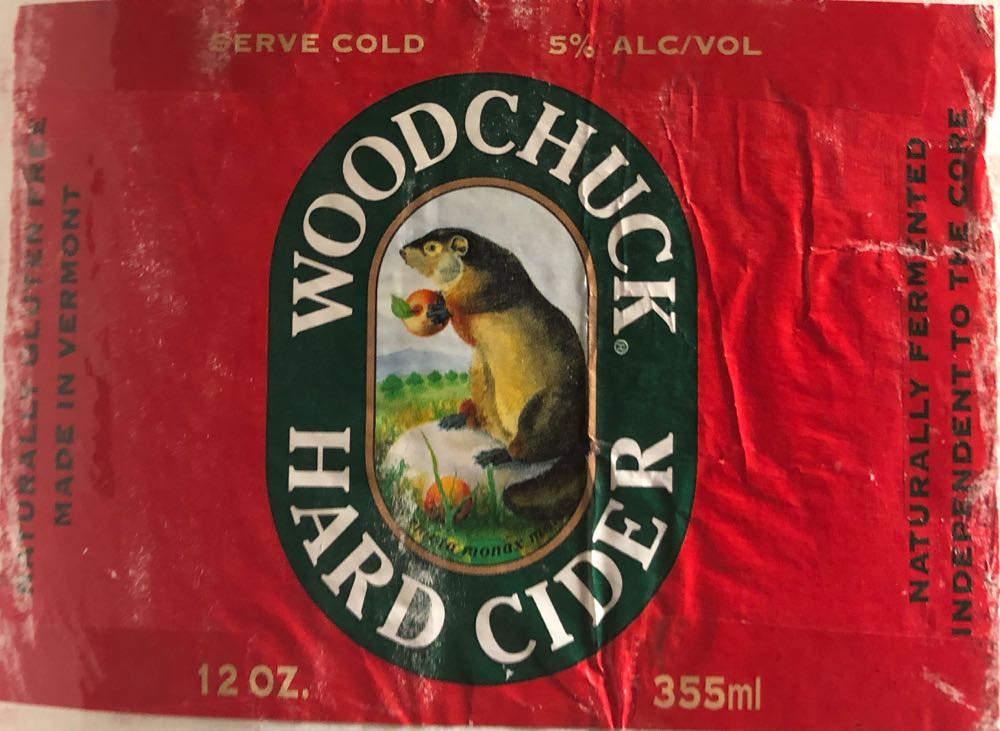 SERVE COLD
5% ALC/VOL
NATURALLY GLUTEN FREE
MADE IN VERMONT
WOODCHUCK®
HARD CIDER
monax
NATURALLY FERMENTED
INDEPENDENT TO THE CORE
12 OZ.
355ml